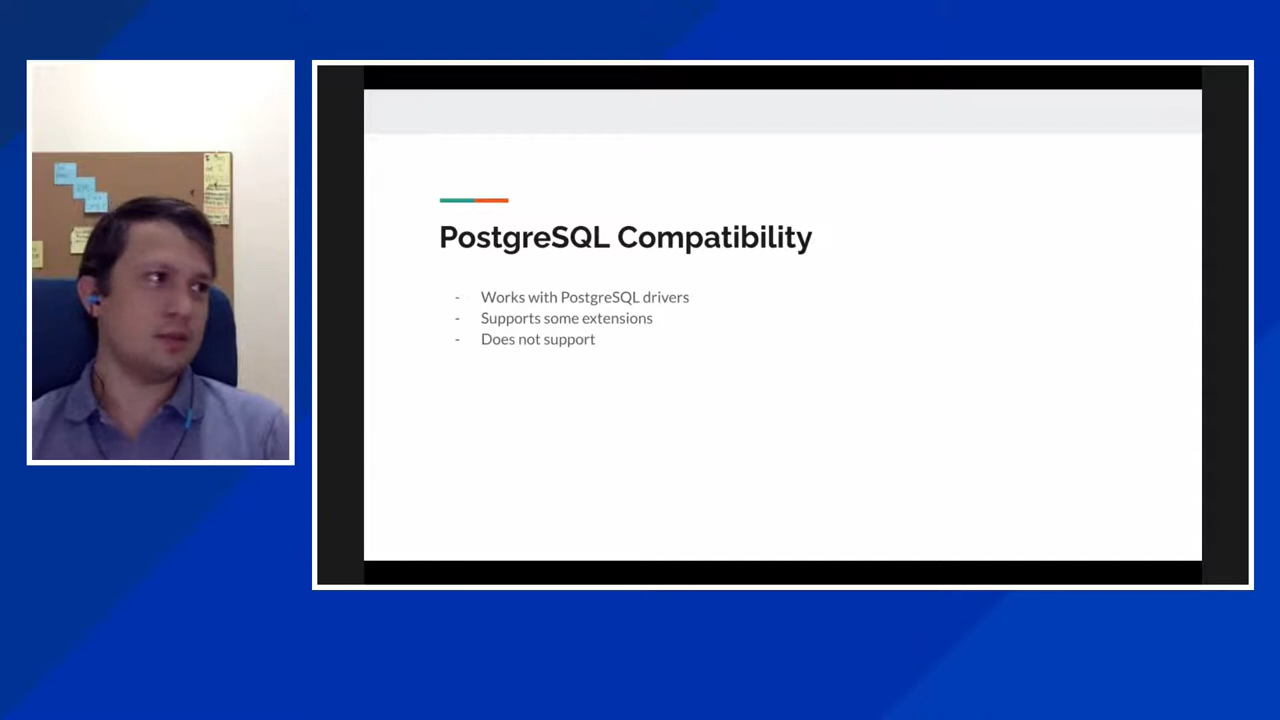 PostgreSQL Compatibility
- Works with PostgreSQL drivers
- Supports some extensions
- Does not support